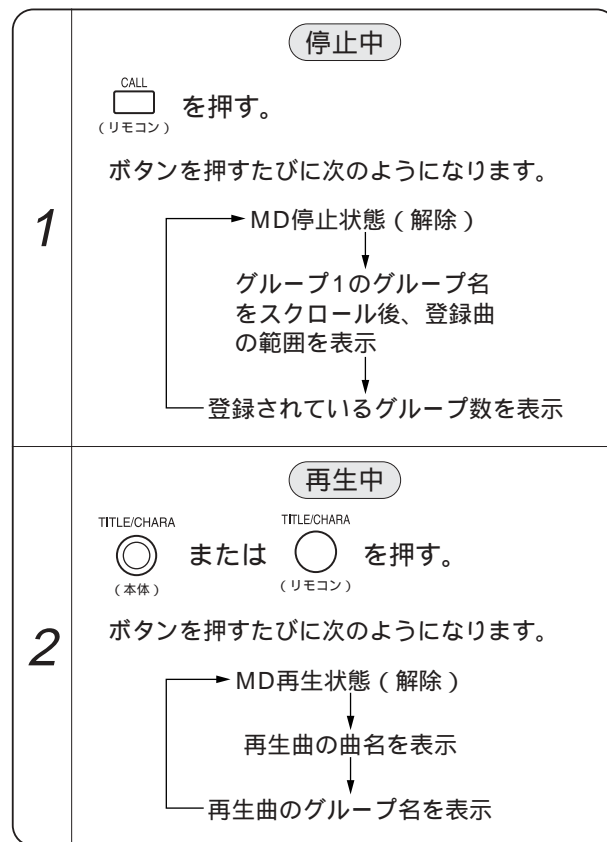 停止中
CALL
を押す。
(リモコン)
ボタンを押すたびに次のようになります。
1
MD停止状態(解除)
グループ1のグループ名
をスクロール後、登録曲
の範囲を表示
登録されているグループ数を表示
再生中
TITLE/CHARA TITLE/CHARA
または を押す。
(本体) (リモコン)
ボタンを押すたびに次のようになります。
2
MD再生状態(解除)
再生曲の曲名を表示
再生曲のグループ名を表示